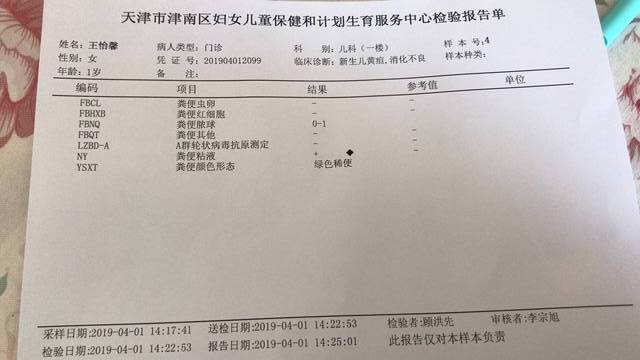 天津市津南区妇女儿童保健和计划生育服务中心检验报告单
姓名:王怡馨 病人类型:门诊 科 别:儿科(一楼) 样 本 号:4
性别:女 凭 证 号:201904012099 临床诊断:新生儿黄疸,消化不良 样本种类:
年龄:1岁 备 注:
编码 项目 结果 参考值 单位
FBCL 粪便虫卵 - -
FBHXB 粪便红细胞 - -
FBNQ 粪便脓球 0-1
FBQT 粪便其他 - -
LZBD-A A群轮状病毒抗原测定 - -
NY 粪便粘液 + ◆ -
YSXT 粪便颜色形态 绿色稀便
采样日期:2019-04-01 14:17:41 送检日期:2019-04-01 14:22:53 检验者:顾洪先 审核者:李宗旭
检验日期:2019-04-01 14:22:53 报告日期:2019-04-01 14:25:01 此报告仅对本样本负责